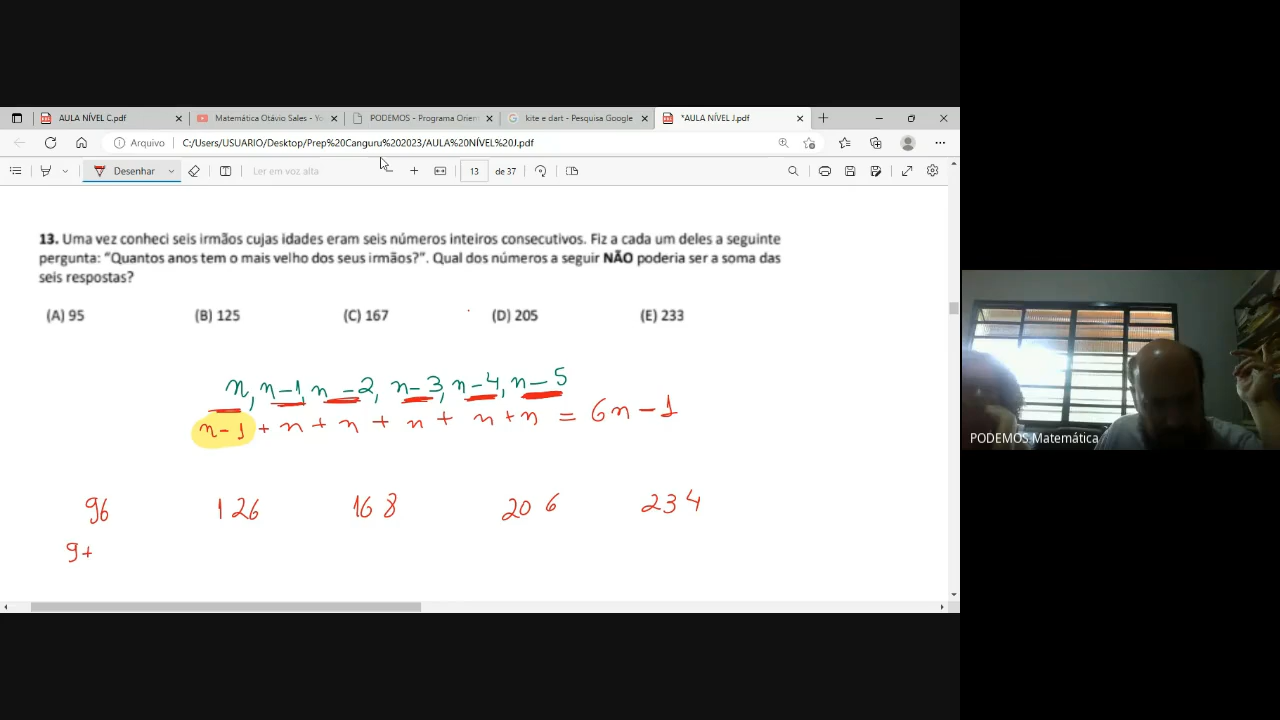 AULA NÍVEL C.pdf
Matemática Otávio Sales - Yo
PODEMOS - Programa Orien
kite e dart - Pesquisa Google
*AULA NÍVEL J.pdf
Arquivo
C:/Users/USUARIO/Desktop/Prep%20Canguru%202023/AULA%20NÍVEL%20J.pdf
Desenhar
Ler em voz alta
13 de 37
13. Uma vez conheci seis irmãos cujas idades eram seis números inteiros consecutivos. Fiz a cada um deles a seguinte
pergunta: "Quantos anos tem o mais velho dos seus irmãos?". Qual dos números a seguir NÃO poderia ser a soma das
seis respostas?
(A) 95 (B) 125 (C) 167 (D) 205 (E) 233
n, n-1, n-2, n-3, n-4, n-5
n-1 + n + n + n + n + n = 6n-1
96 126 168 206 234
9+
PODEMOS Matemática